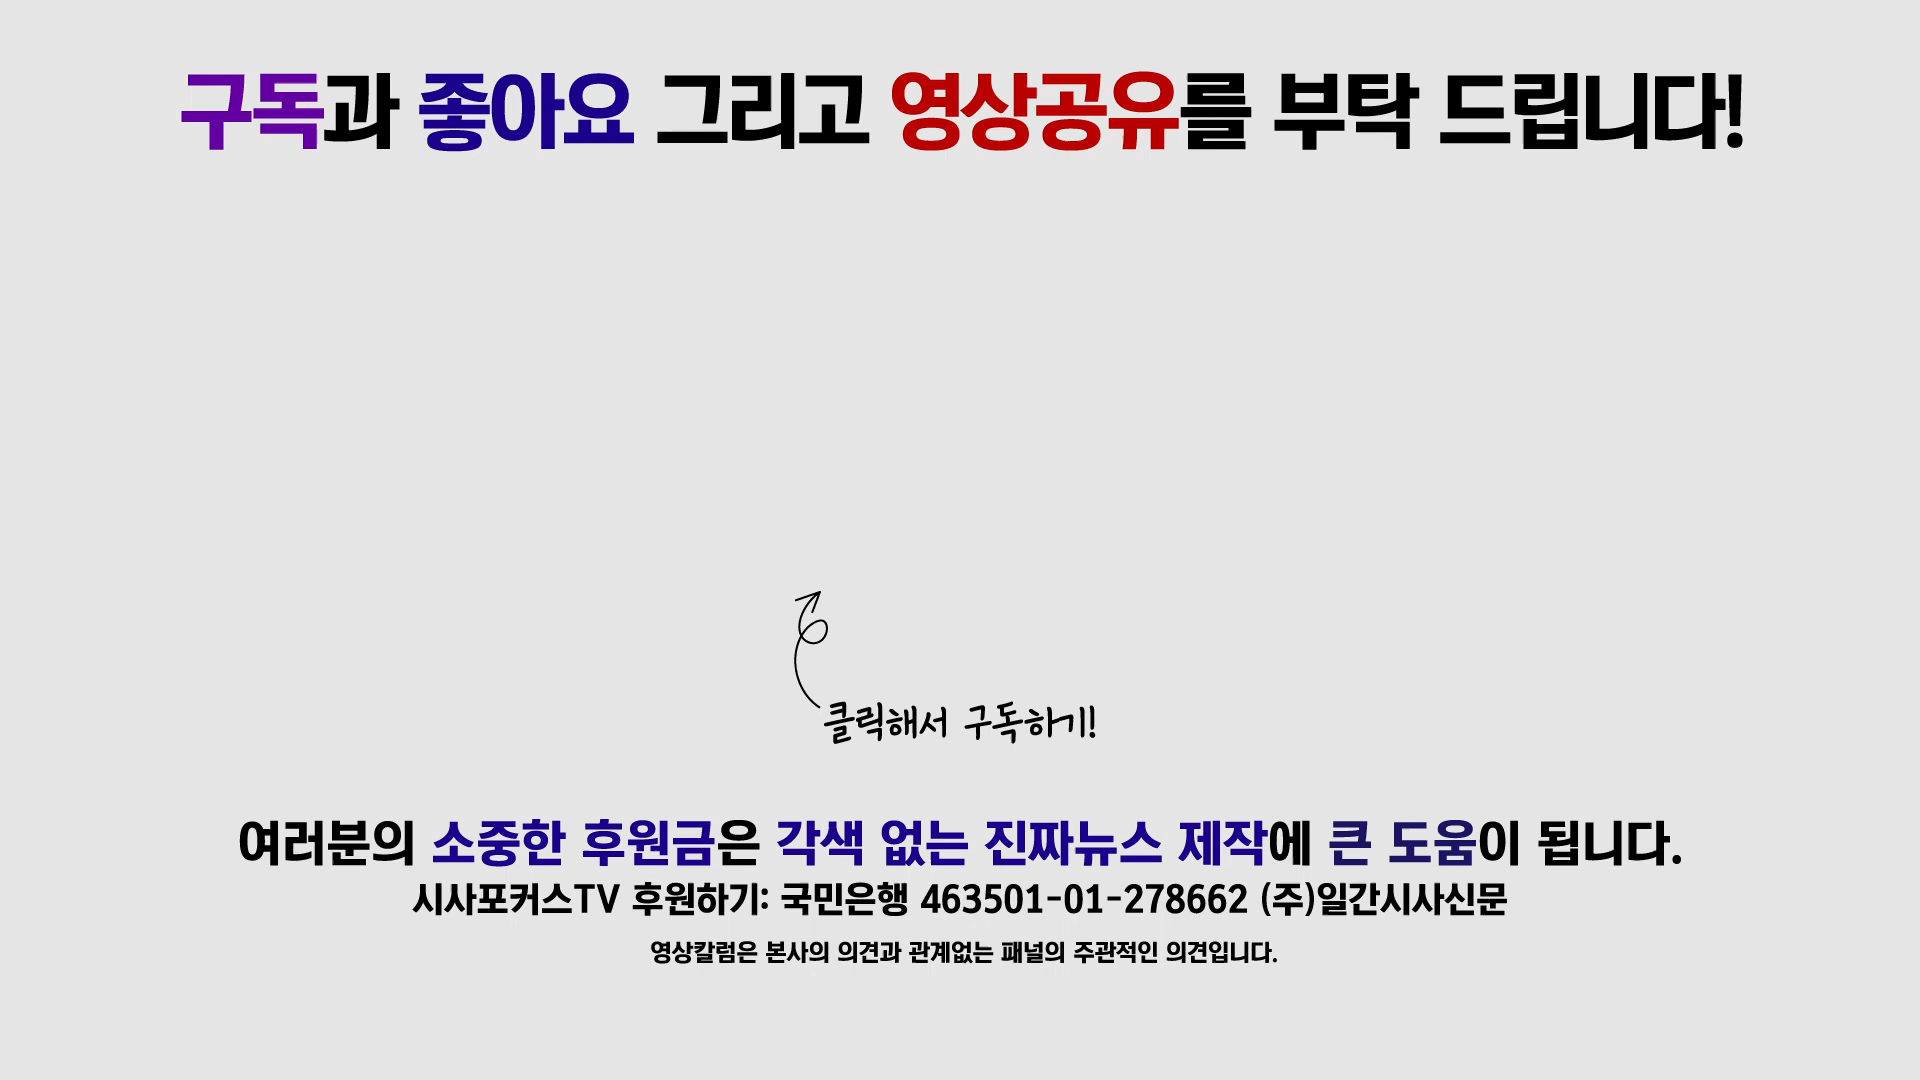 구독과 좋아요 그리고 영상공유를 부탁 드립니다!
클릭해서 구독하기!
여러분의 소중한 후원금은 각색 없는 진짜뉴스 제작에 큰 도움이 됩니다.
시사포커스TV 후원하기: 국민은행 463501-01-278662 (주)일간시사신문
영상칼럼은 본사의 의견과 관계없는 패널의 주관적인 의견입니다.